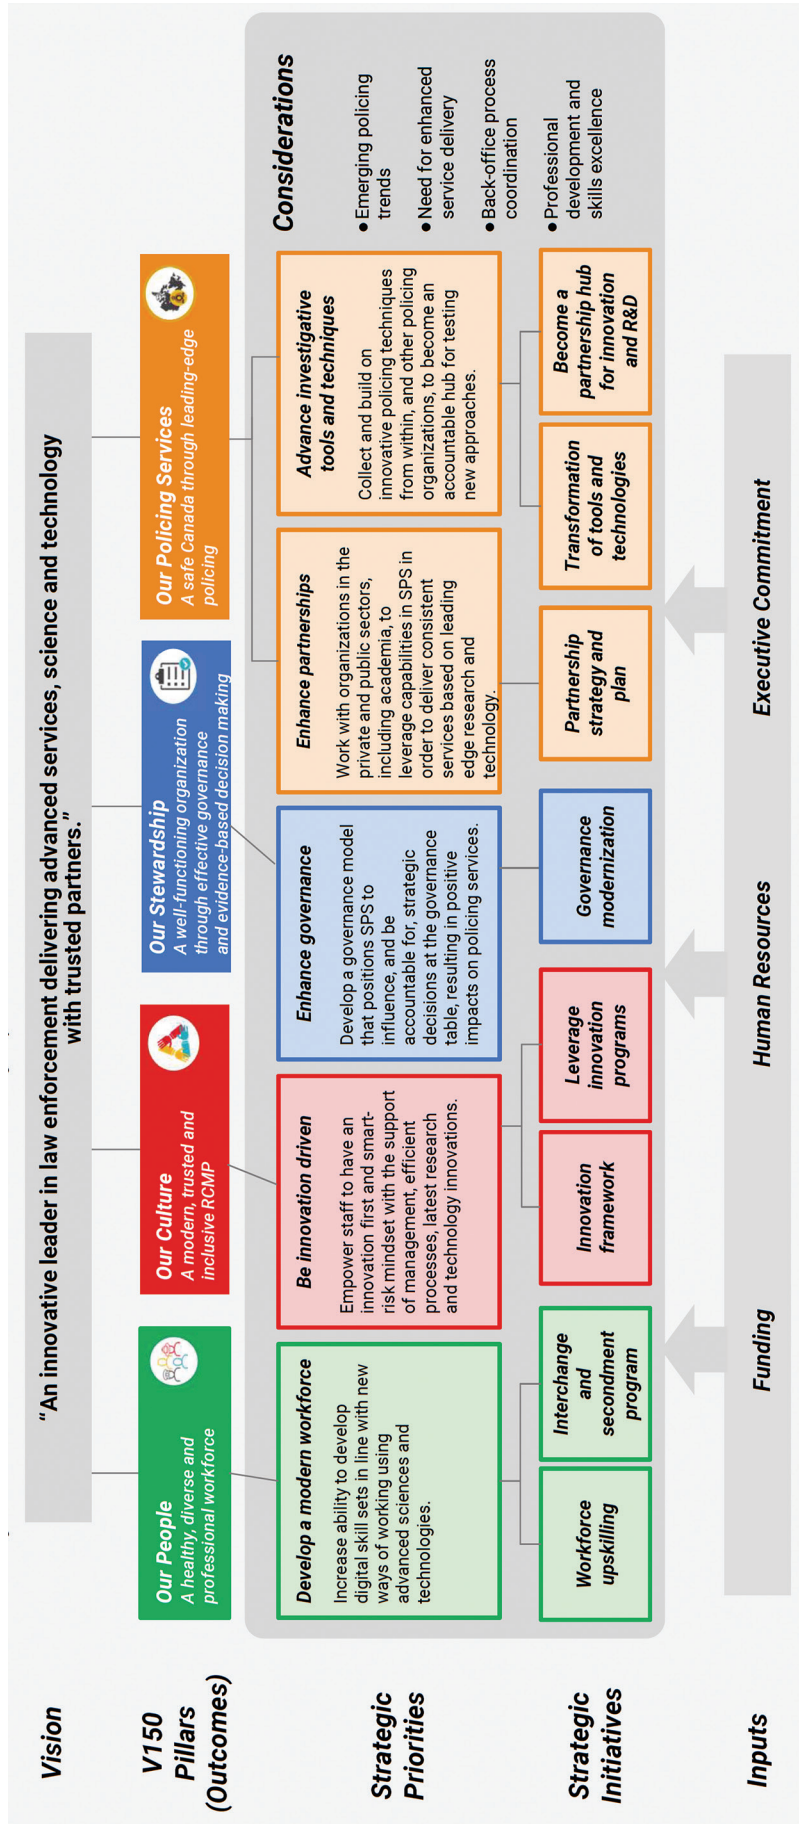 Vision
“An innovative leader in law enforcement delivering advanced services, science and technology
with trusted partners.”
V150
Pillars
(Outcomes)
Our People
A healthy, diverse and
professional workforce
Our Culture
A modern, trusted and
inclusive RCMP
Our Stewardship
A well-functioning organization
through effective governance
and evidence-based decision making
Our Policing Services
A safe Canada through leading-edge
policing
Strategic
Priorities
Develop a modern workforce
Increase ability to develop
digital skill sets in line with new
ways of working using
advanced sciences and
technologies.
Be innovation driven
Empower staff to have an
innovation first and smart-
risk mindset with the support
of management, efficient
processes, latest research
and technology innovations.
Enhance governance
Develop a governance model
that positions SPS to
influence, and be
accountable for, strategic
decisions at the governance
table, resulting in positive
impacts on policing services.
Enhance partnerships
Work with organizations in the
private and public sectors,
including academia, to
leverage capabilities in SPS in
order to deliver consistent
services based on leading
edge research and
technology.
Advance investigative
tools and techniques
Collect and build on
innovative policing techniques
from within, and other policing
organizations, to become an
accountable hub for testing
new approaches.
Considerations
● Emerging policing
trends
● Need for enhanced
service delivery
● Back-office process
coordination
● Professional
development and
skills excellence
Strategic
Initiatives
Workforce
upskilling
Interchange
and
secondment
program
Innovation
framework
Leverage
innovation
programs
Governance
modernization
Partnership
strategy and
plan
Transformation
of tools and
technologies
Become a
partnership hub
for innovation
and R&D
Inputs
Funding
Human Resources
Executive Commitment